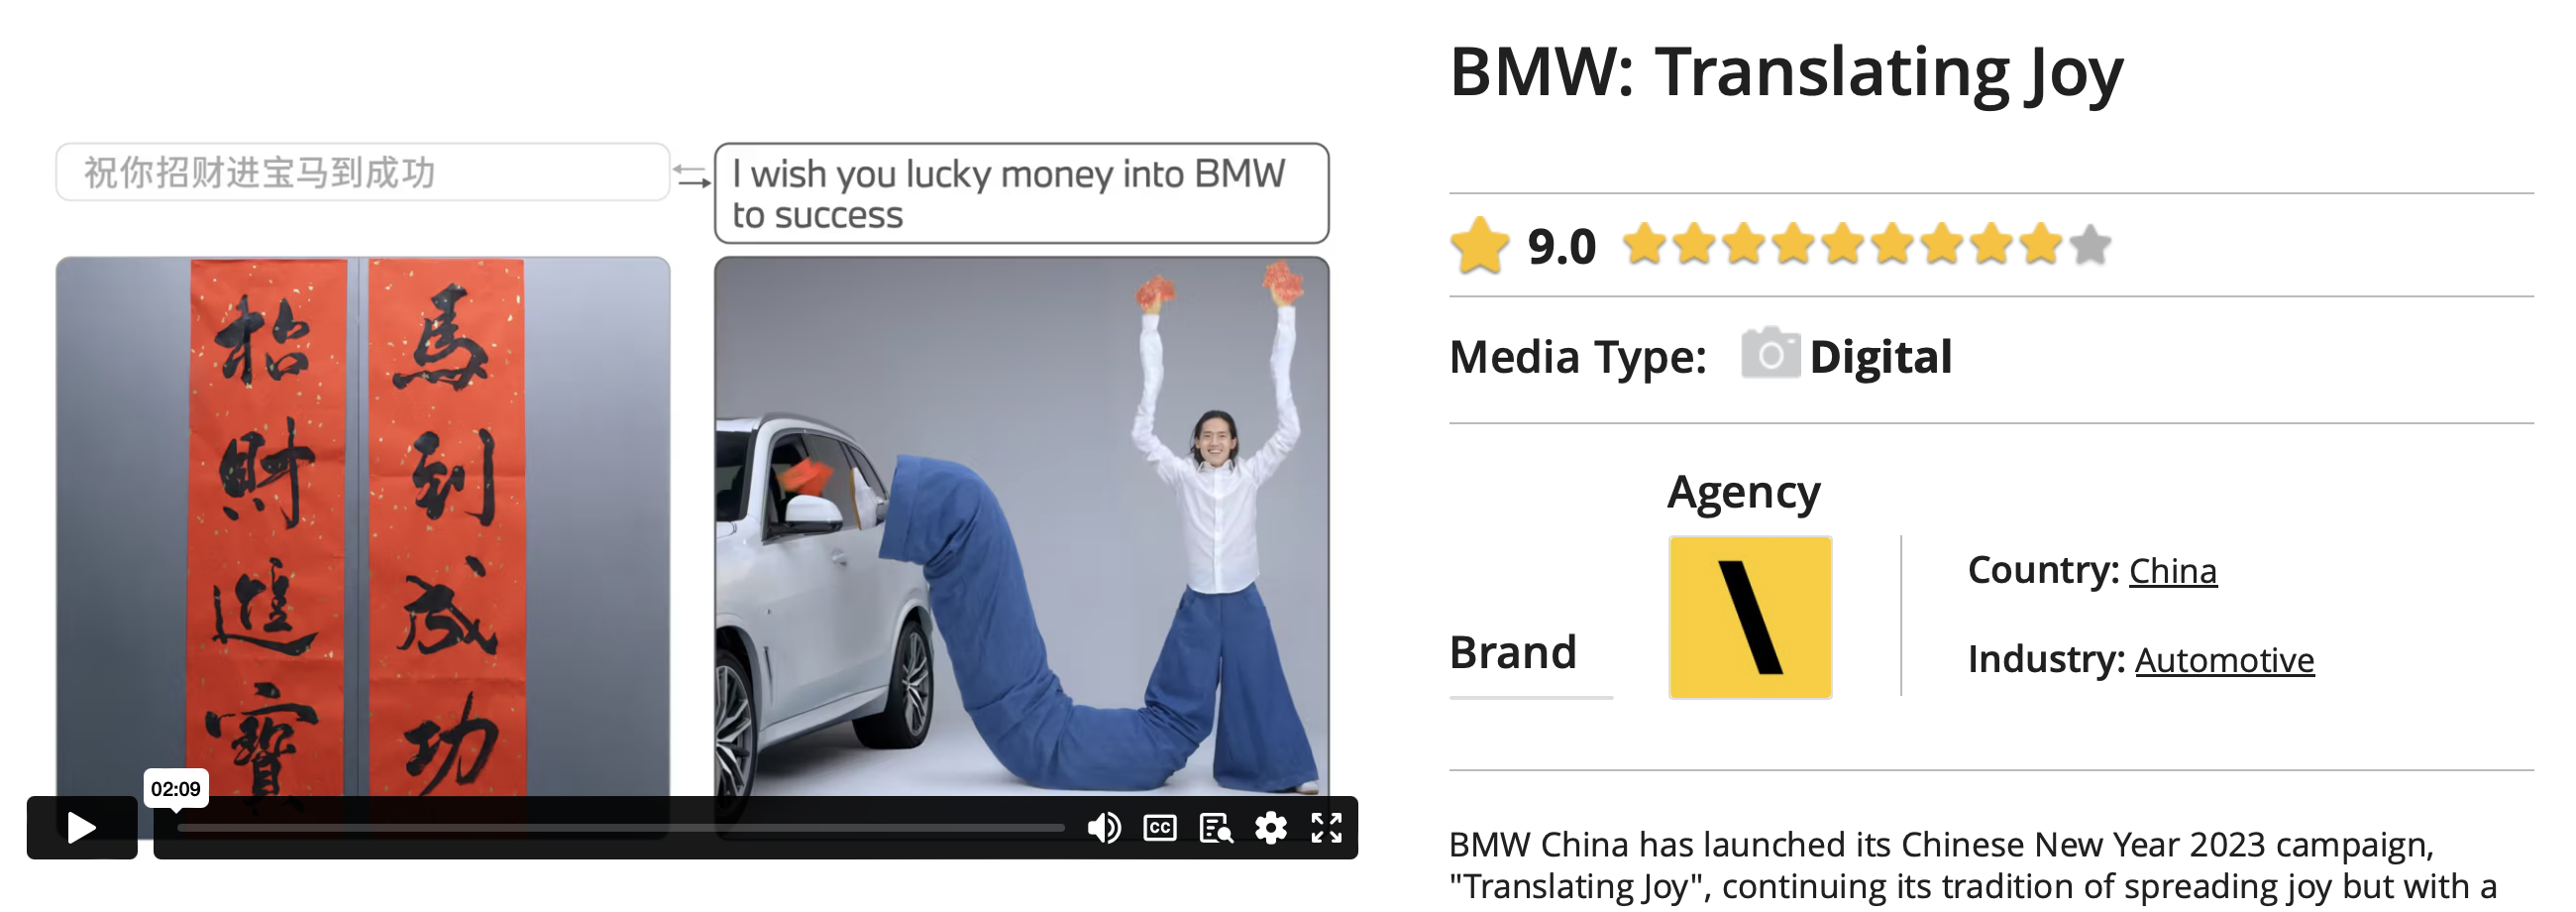 祝你招财进宝马到成功
I wish you lucky money into BMW
to success
招財進寶
馬到成功
02:09
CC
BMW: Translating Joy
9.0
Media Type: Digital
Agency
Brand
Country: China
Industry: Automotive
BMW China has launched its Chinese New Year 2023 campaign,
"Translating Joy", continuing its tradition of spreading joy but with a